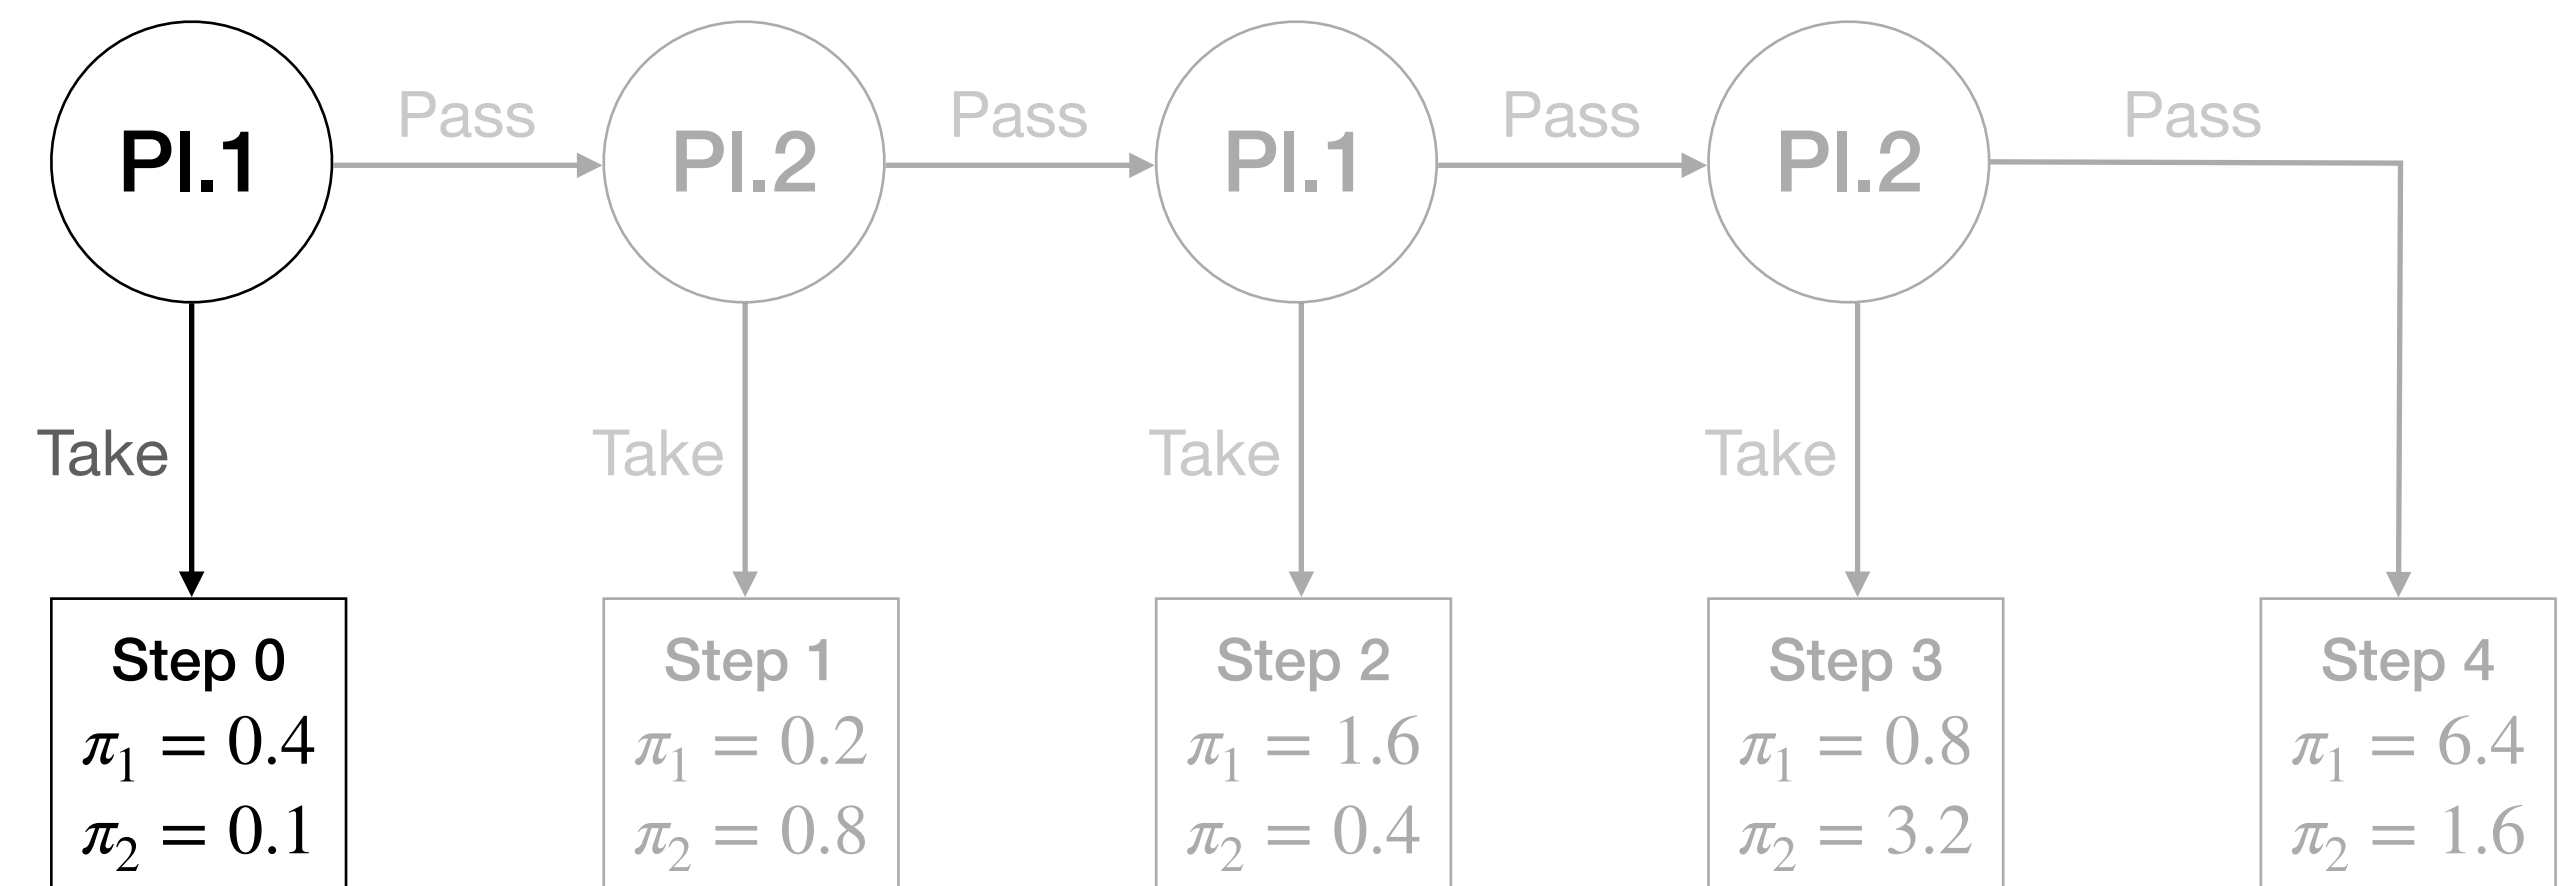 Pass Pass Pass Pass
Pl.1 Pl.2 Pl.1 Pl.2
Take Take Take Take
Step 0 Step 1 Step 2 Step 3 Step 4
π₁ = 0.4 π₁ = 0.2 π₁ = 1.6 π₁ = 0.8 π₁ = 6.4
π₂ = 0.1 π₂ = 0.8 π₂ = 0.4 π₂ = 3.2 π₂ = 1.6